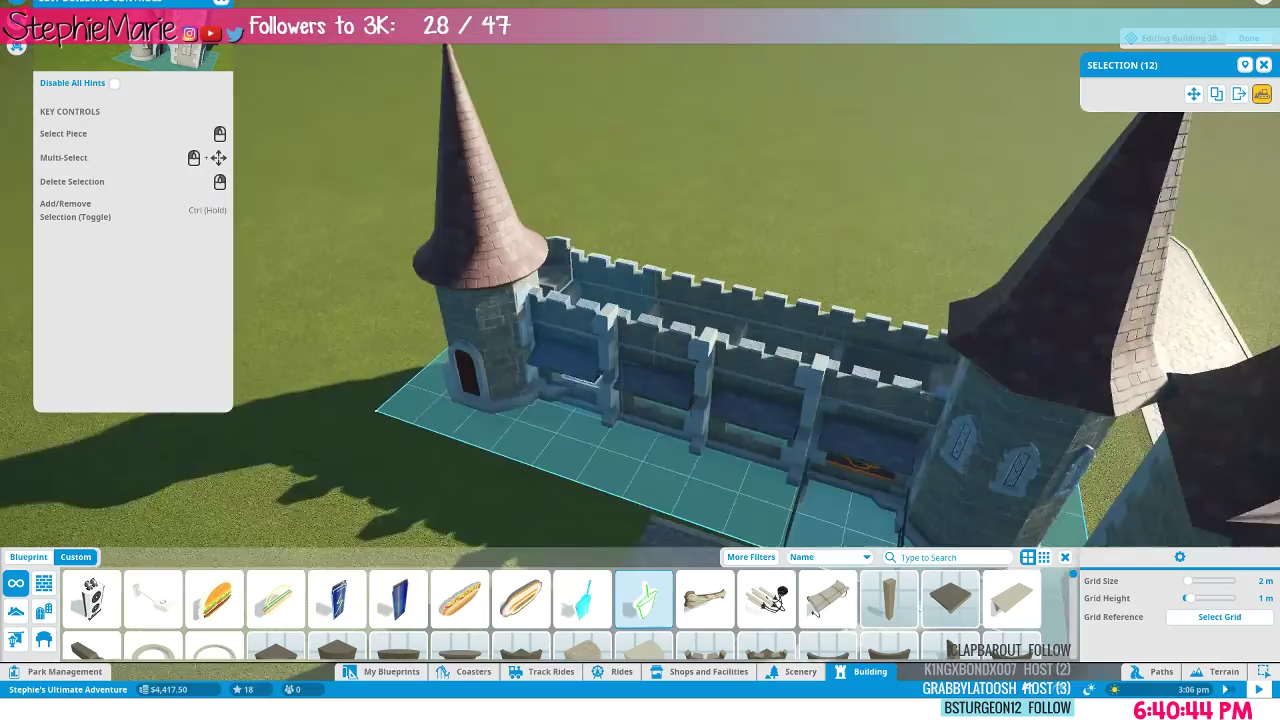 StephieMarie
Followers to 3K: 28 / 47
Editing Building 30
Done
SELECTION (12)
Disable All Hints
KEY CONTROLS
Select Piece
Multi-Select
+
Delete Selection
Add/Remove
Selection (Toggle)
Ctrl (Hold)
Blueprint
Custom
More Filters
Name
Type to Search
Grid Size
2 m
Grid Height
1 m
Grid Reference
Select Grid
CLAPBAROUT_FOLLOW
Park Management
My Blueprints
Coasters
Track Rides
Rides
Shops and Facilities
Scenery
Building
KINGXBONDX007 HOST (2)
Paths
Terrain
Stephie's Ultimate Adventure
$4,417.50
18
0
GRABBYLATOOSH HOST (3)
3:06 pm
BSTURGEON12 FOLLOW
6:40:44 PM